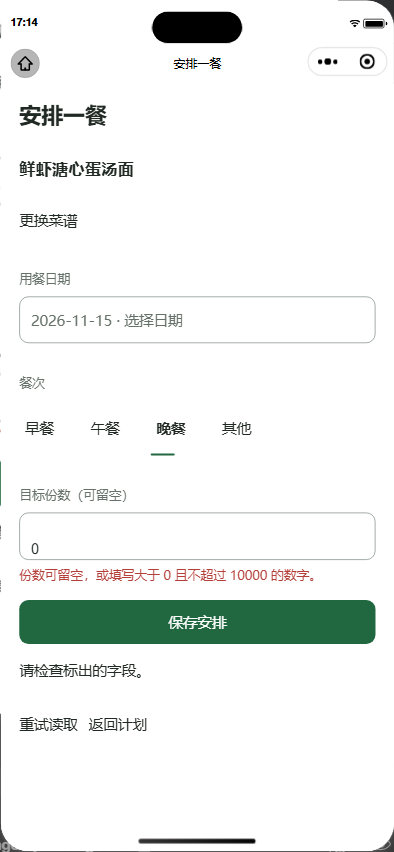 17:14
安排一餐
安排一餐
鲜虾溏心蛋汤面
更换菜谱
用餐日期
2026-11-15 · 选择日期
餐次
早餐 午餐 晚餐 其他
目标份数（可留空）
0
份数可留空，或填写大于 0 且不超过 10000 的数字。
保存安排
请检查标出的字段。
重试读取 返回计划